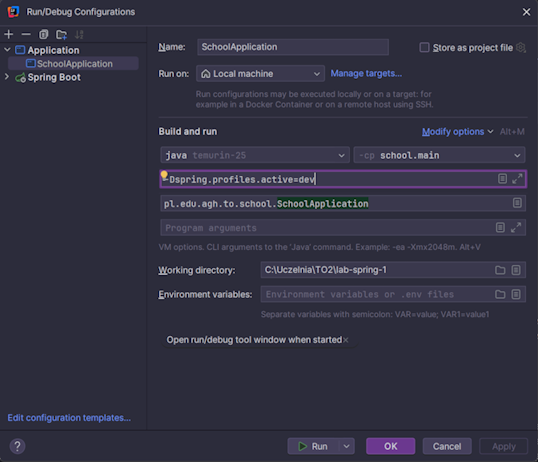 Run/Debug Configurations
Application
SchoolApplication
Spring Boot
Name: SchoolApplication Store as project file
Run on: Local machine Manage targets...
Run configurations may be executed locally or on a target: for
example in a Docker Container or on a remote host using SSH.
Build and run Modify options Alt+M
java temurin-25 -cp school.main
-Dspring.profiles.active=dev
pl.edu.agh.to.school.SchoolApplication
Program arguments
VM options. CLI arguments to the 'Java' command. Example: -ea -Xmx2048m. Alt+V
Working directory: C:\Uczelnia\TO2\lab-spring-1
Environment variables: Environment variables or .env files
Separate variables with semicolon: VAR=value; VAR1=value1
Open run/debug tool window when started
Edit configuration templates...
? Run OK Cancel Apply